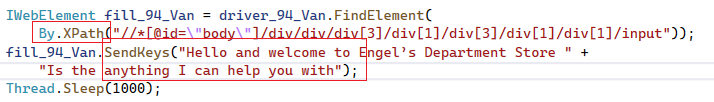 IWebElement fill_94_Van = driver_94_Van.FindElement(
By.XPath("//*[@id=\"body\"]/div/div/div[3]/div[1]/div[3]/div[1]/div[1]/input"));
fill_94_Van.SendKeys("Hello and welcome to Engel's Department Store " +
"Is the anything I can help you with");
Thread.Sleep(1000);